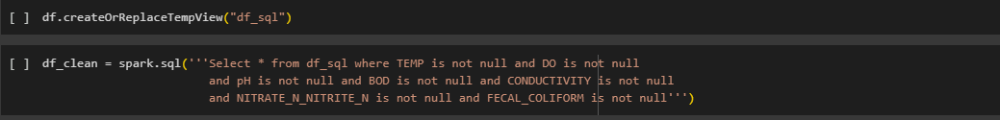 [ ] df.createOrReplaceTempView("df_sql")
[ ] df_clean = spark.sql('''Select * from df_sql where TEMP is not null and DO is not null
and pH is not null and BOD is not null and CONDUCTIVITY is not null
and NITRATE_N_NITRITE_N is not null and FECAL_COLIFORM is not null''')